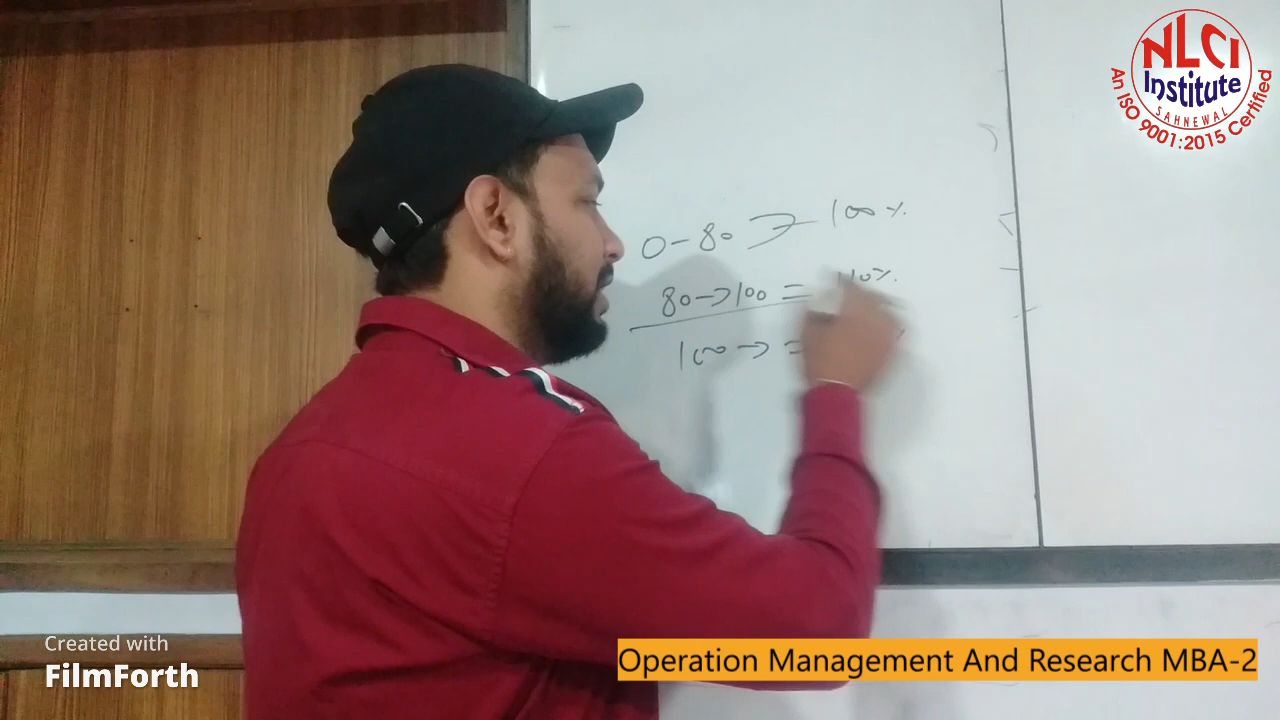 NLCI
Institute
SAHNEWAL
An ISO 9001:2015 Certified
0-80 → 100%
80→100 = 110%
100→ =
Created with
FilmForth
Operation Management And Research MBA-2